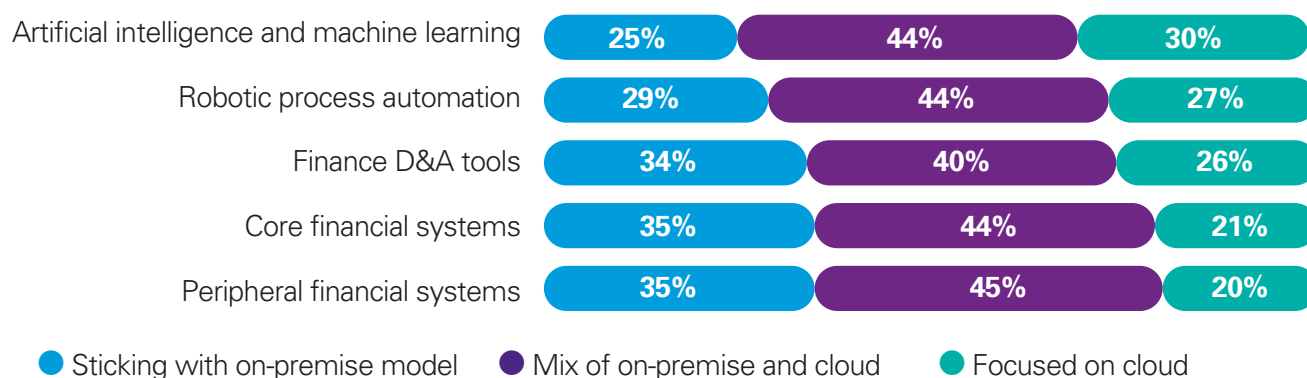 Artificial intelligence and machine learning 25% 44% 30%
Robotic process automation 29% 44% 27%
Finance D&A tools 34% 40% 26%
Core financial systems 35% 44% 21%
Peripheral financial systems 35% 45% 20%
Sticking with on-premise model Mix of on-premise and cloud Focused on cloud